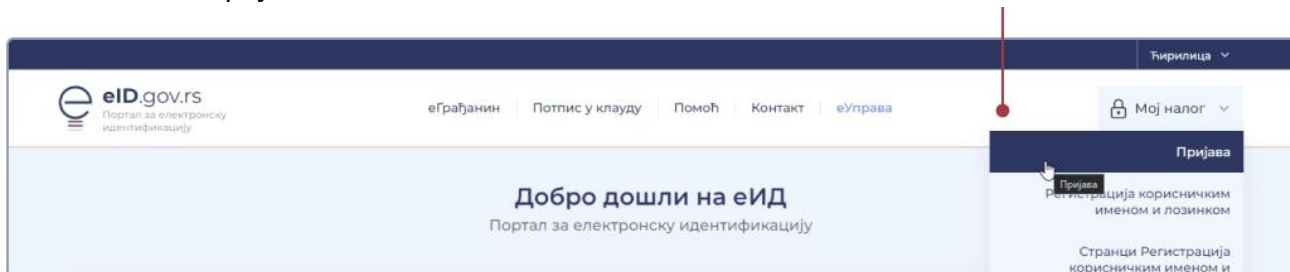 Ћирилица
eID.gov.rs
Портал за електронску
идентификацију
еГрађанин Потпис у клауду Помоћ Контакт еУправа
Мој налог
Пријава
Пријава
Добро дошли на еИД
Портал за електронску идентификацију
Регистрација корисничким
именом и лозинком
Странци Регистрација
корисничким именом и